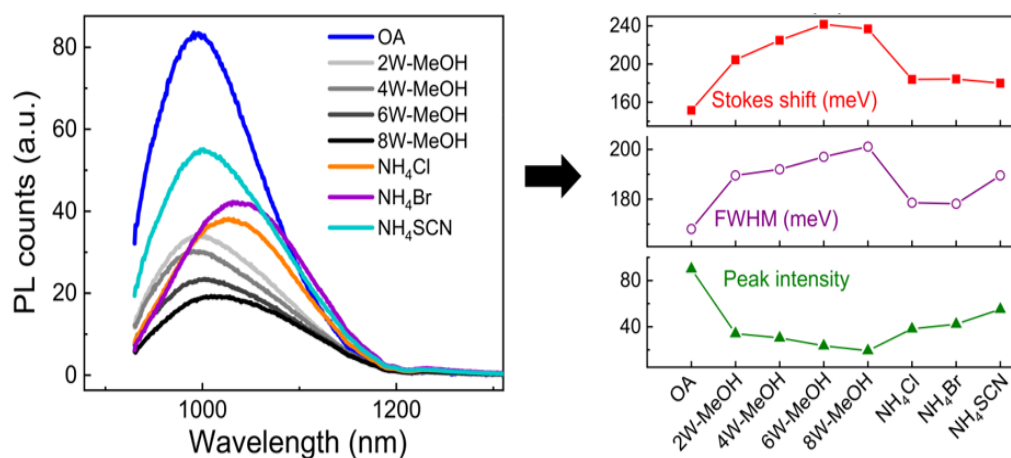 PL counts (a.u.)
80
60
40
20
0
1000
1200
Wavelength (nm)
OA
2W-MeOH
4W-MeOH
6W-MeOH
8W-MeOH
NH₄Cl
NH₄Br
NH₄SCN
240
200
160
Stokes shift (meV)
200
180
FWHM (meV)
80
40
Peak intensity
OA
2W-MeOH
4W-MeOH
6W-MeOH
8W-MeOH
NH₄Cl
NH₄Br
NH₄SCN